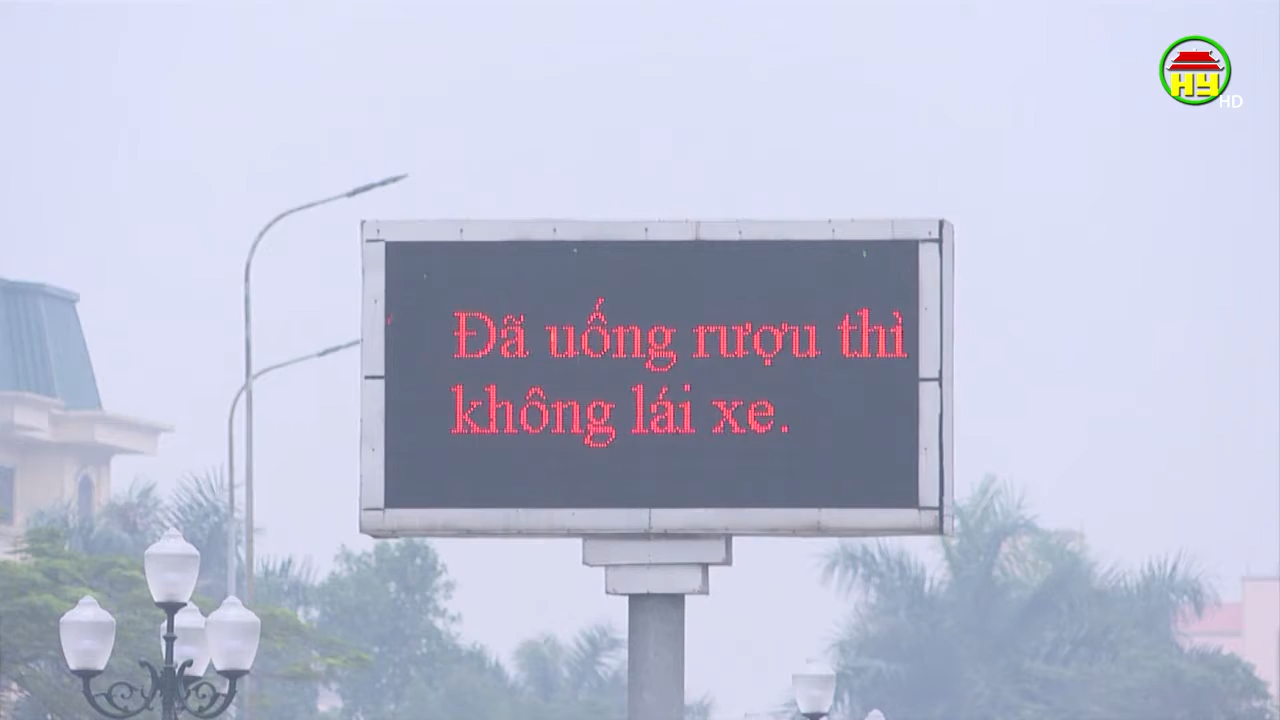 HY
HD
Đã uống rượu thì
không lái xe.